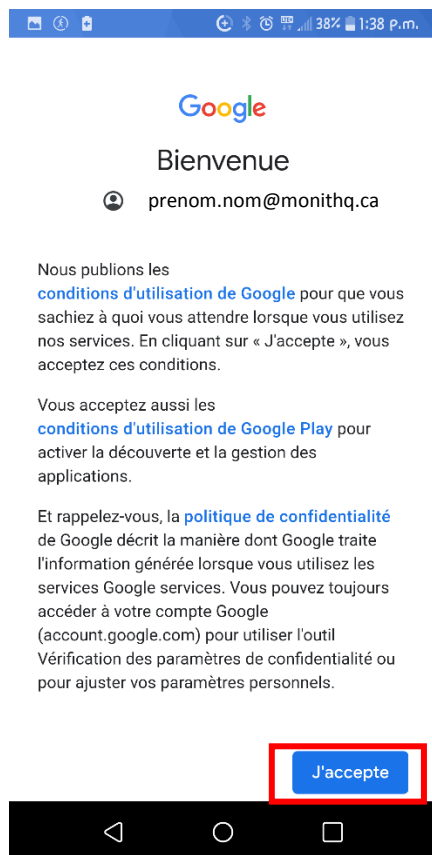 38% 1:38 P.m.
Google
Bienvenue
prenom.nom@monithq.ca
Nous publions les
conditions d'utilisation de Google pour que vous
sachiez à quoi vous attendre lorsque vous utilisez
nos services. En cliquant sur « J'accepte », vous
acceptez ces conditions.
Vous acceptez aussi les
conditions d'utilisation de Google Play pour
activer la découverte et la gestion des
applications.
Et rappelez-vous, la politique de confidentialité
de Google décrit la manière dont Google traite
l'information générée lorsque vous utilisez les
services Google services. Vous pouvez toujours
accéder à votre compte Google
(account.google.com) pour utiliser l'outil
Vérification des paramètres de confidentialité ou
pour ajuster vos paramètres personnels.
J'accepte